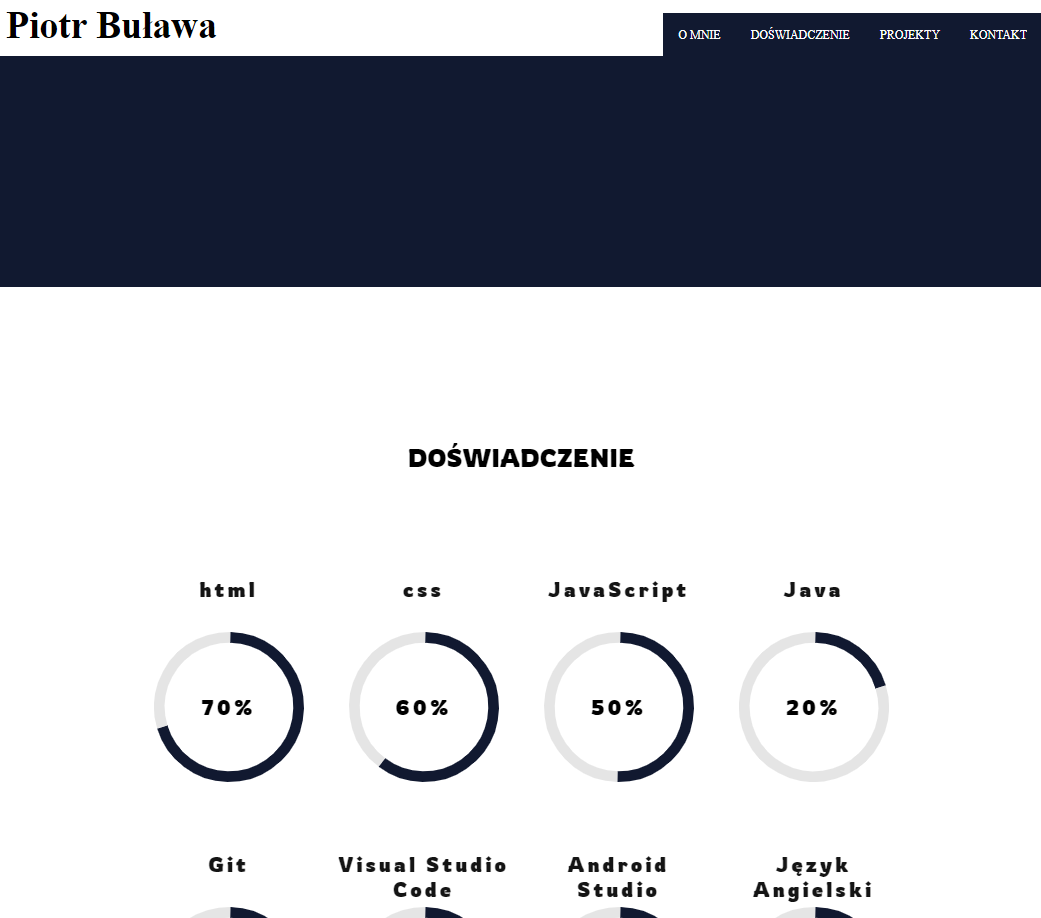 Piotr Buława
O MNIE DOŚWIADCZENIE PROJEKTY KONTAKT
DOŚWIADCZENIE
html css JavaScript Java
70% 60% 50% 20%
Git Visual Studio Android Język
Code Studio Angielski